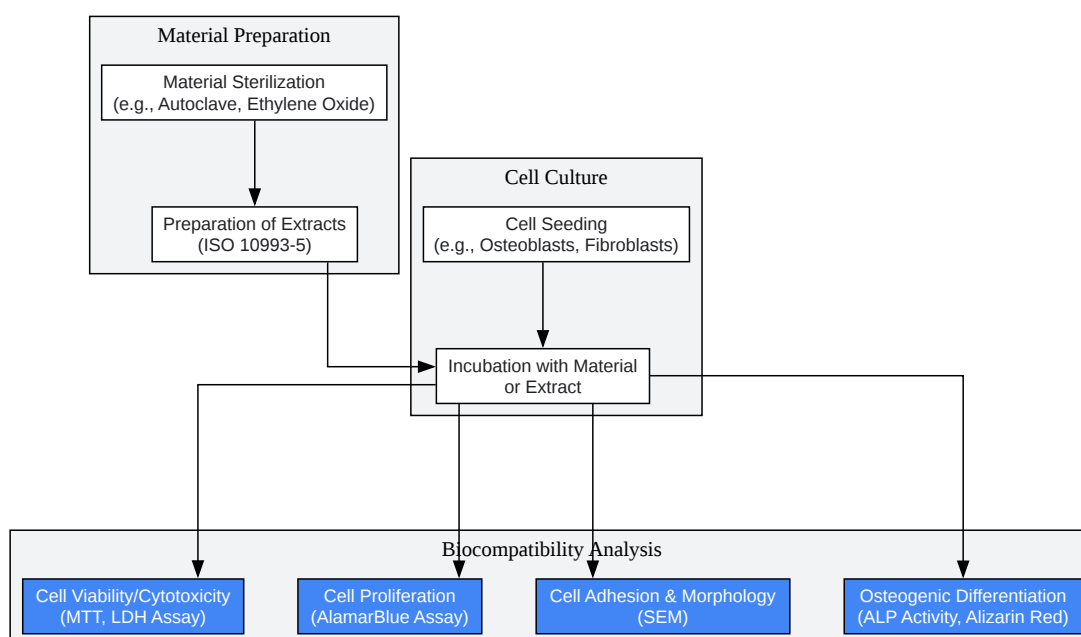 Material Preparation
Material Sterilization
(e.g., Autoclave, Ethylene Oxide)
Preparation of Extracts
(ISO 10993-5)
Cell Culture
Cell Seeding
(e.g., Osteoblasts, Fibroblasts)
Incubation with Material
or Extract
Biocompatibility Analysis
Cell Viability/Cytotoxicity
(MTT, LDH Assay)
Cell Proliferation
(AlamarBlue Assay)
Cell Adhesion & Morphology
(SEM)
Osteogenic Differentiation
(ALP Activity, Alizarin Red)